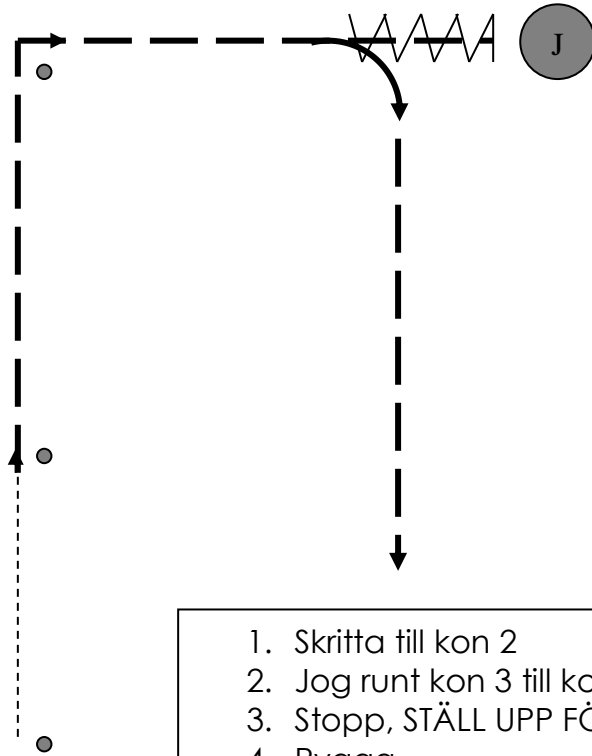 J
1. Skritta till kon 2
2. Jog runt kon 3 till
3. Stopp, STÄLL UPP